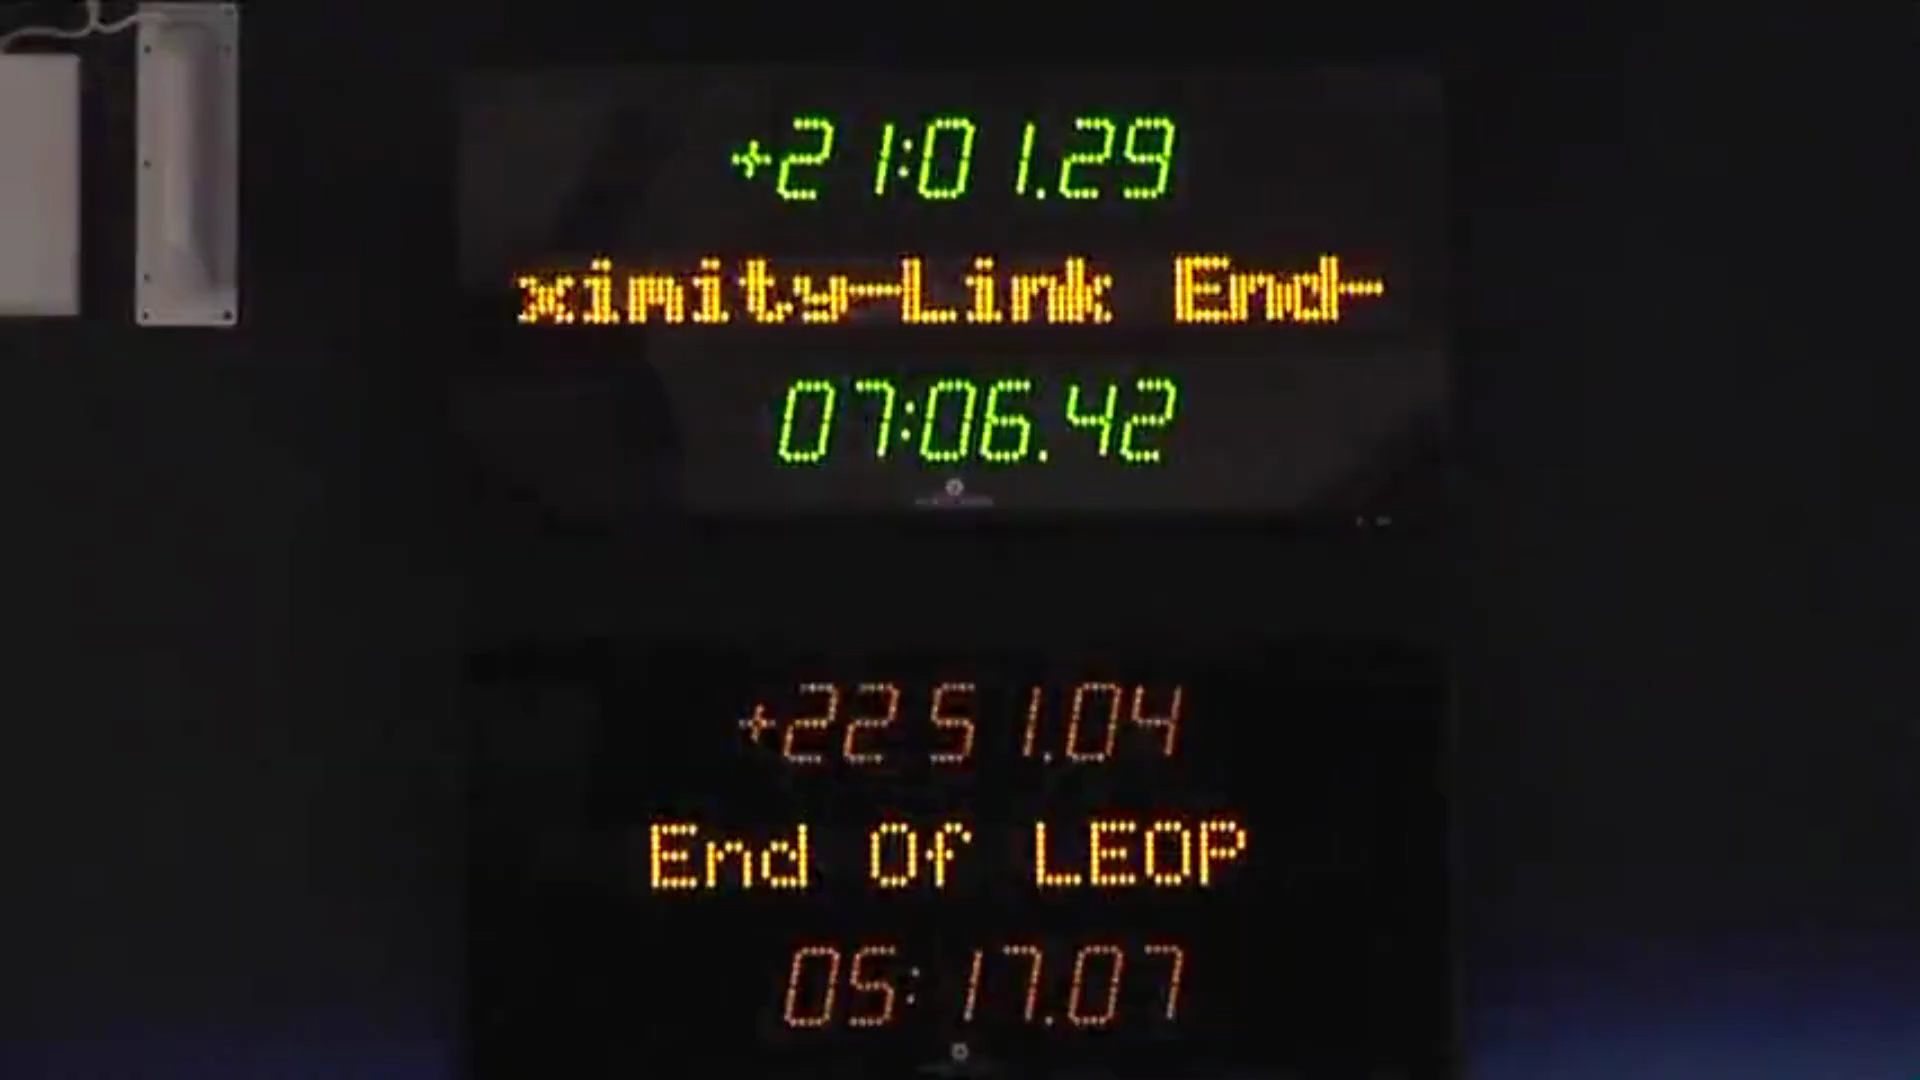 +21:01.29
ximity-Link End-
07:06.42
+22 51.04
End Of LEOP
05:17.07